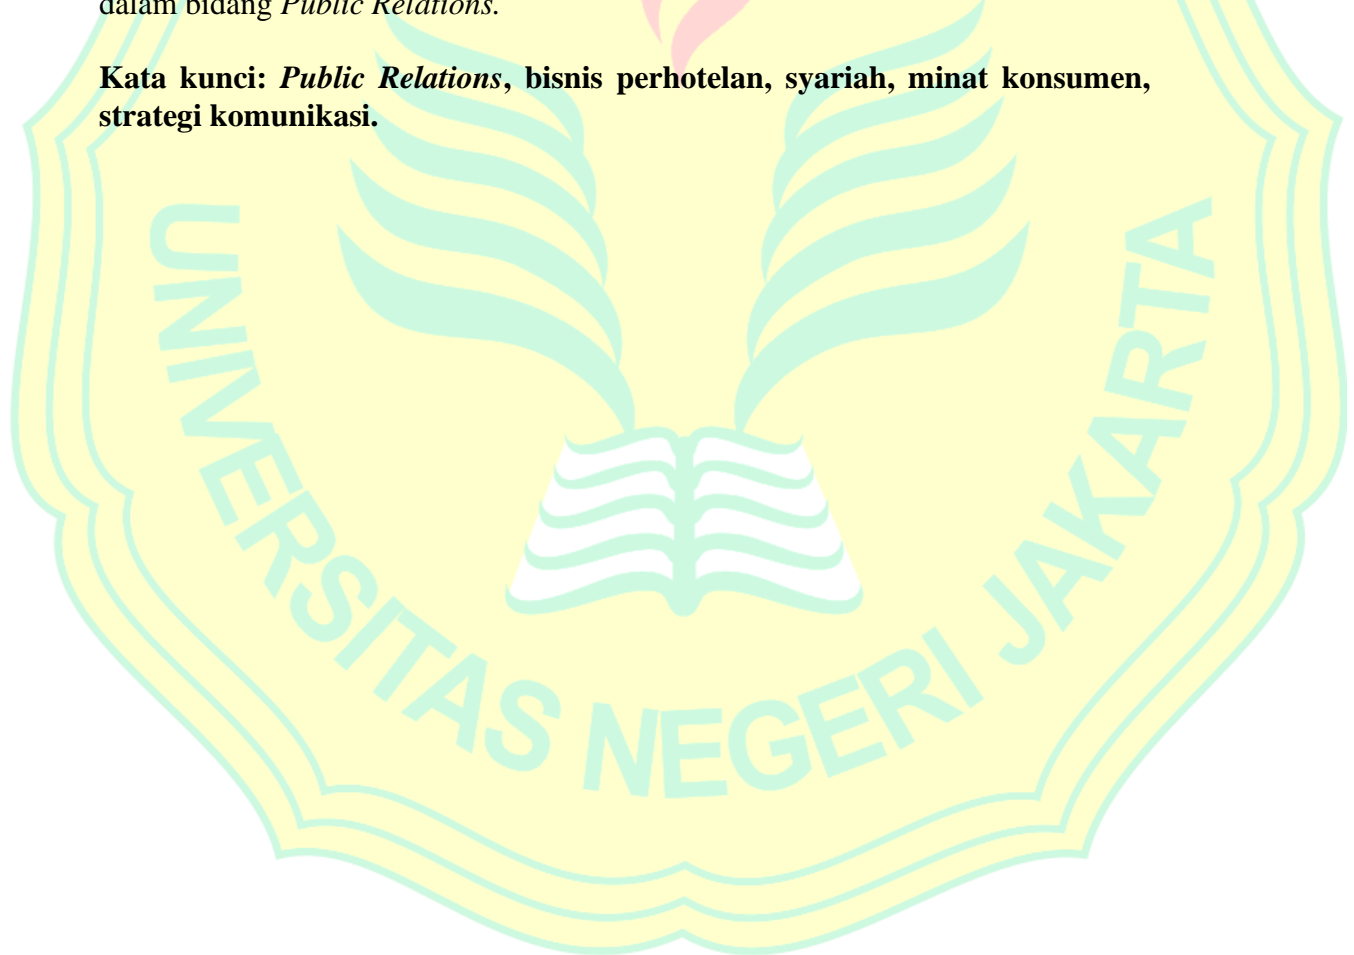 dalam bidang Public Relations.
Kata kunci: Public Relations, bisnis perhotelan, syariah, minat konsumen,
strategi komunikasi.
UNIVERSITAS NEGERI JAKARTA